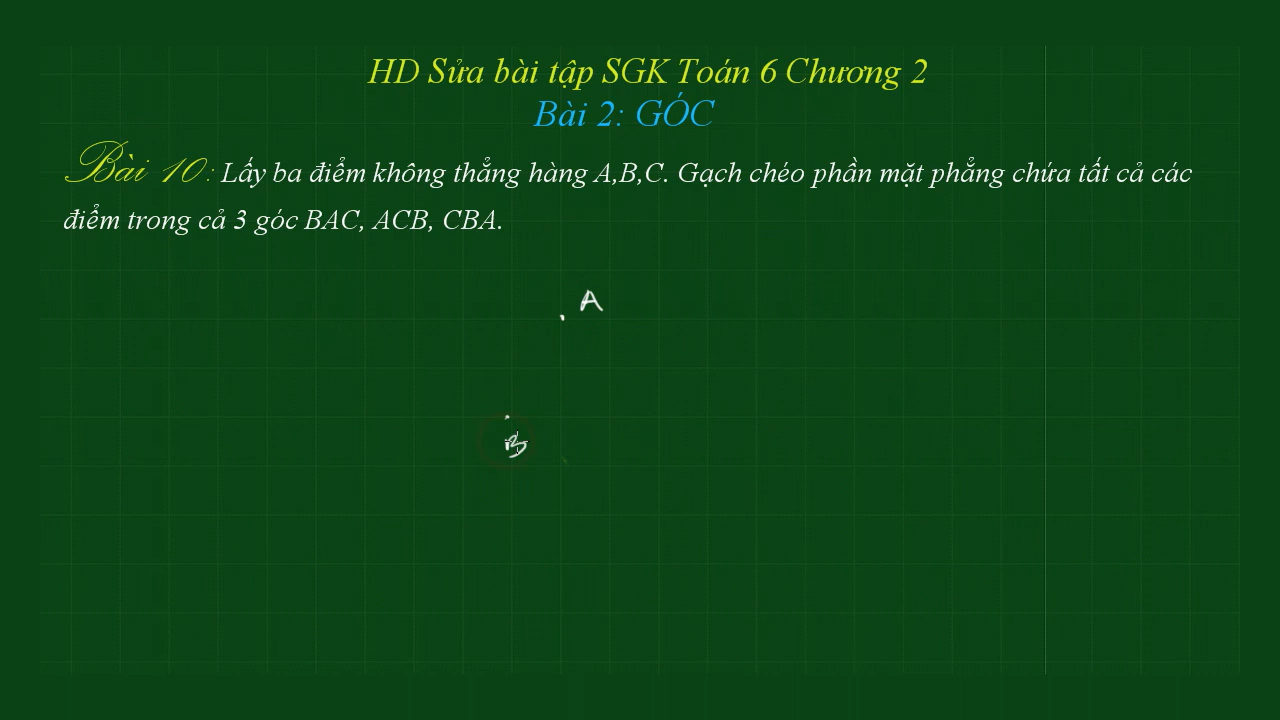 HD Sửa bài tập SGK Toán 6 Chương 2
Bài 2: GÓC
Bài 10: Lấy ba điểm không thẳng hàng A,B,C. Gạch chéo phần mặt phẳng chứa tất cả các
điểm trong cả 3 góc BAC, ACB, CBA.
A
B